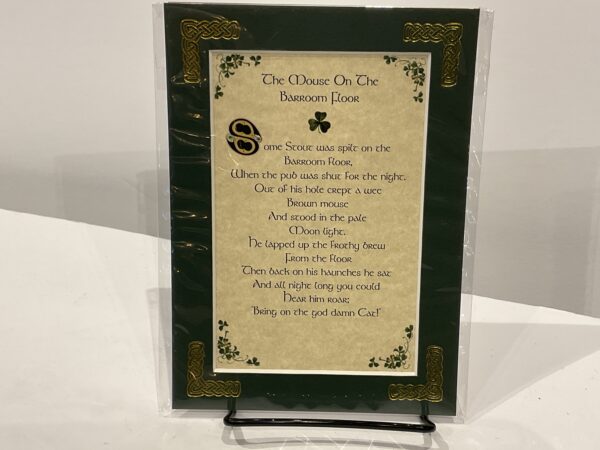 The Mouse On The
Barroom Floor
Some Stout was spilt on the
Barroom floor,
When the pub was shut for the night.
Out of his hole crept a wee
Brown mouse
And stood in the pale
Moon light.
He lapped up the frothy brew
From the floor
Then back on his haunches he sat
And all night long you could
Hear him roar;
'Bring on the god damn Cat!'